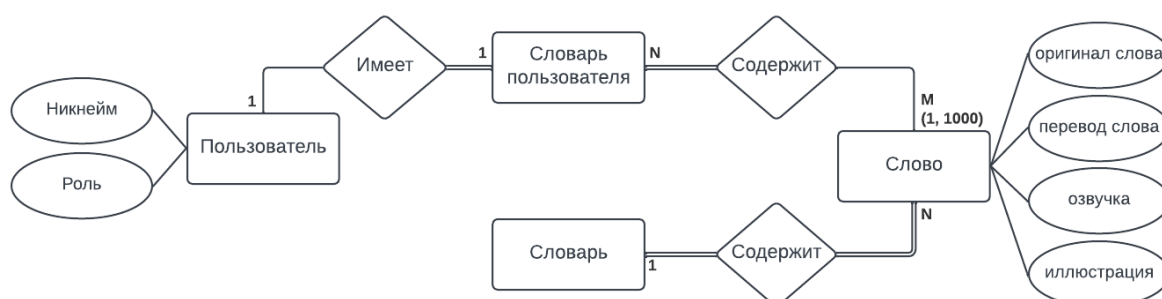 Имеет
1
Словарь
пользователя
N
Содержит
оригинал слова
Никнейм
1
Пользователь
M
(1, 1000)
перевод слова
Роль
Слово
озвучка
N
Словарь
1
Содержит
иллюстрация